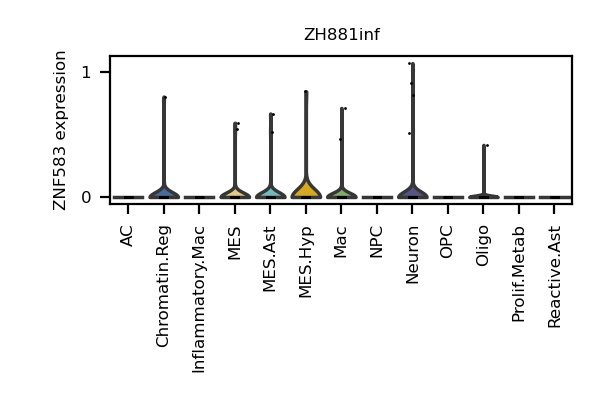 ZH881inf
ZNF583 expression
1
0
AC
Chromatin.Reg
Inflammatory.Mac
MES
MES.Ast
MES.Hyp
Mac
NPC
Neuron
OPC
Oligo
Prolif.Metab
Reactive.Ast